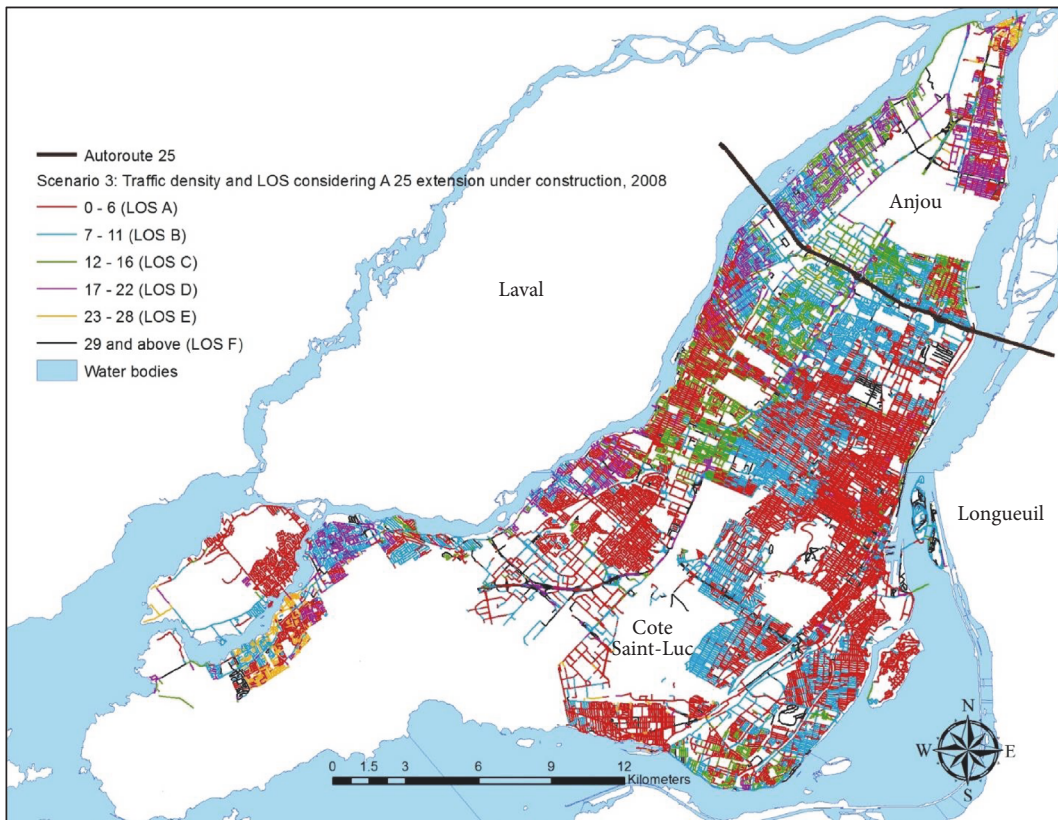 Autoroute 25
Scenario 3: Traffic density and LOS considering A 25 extension under construction, 2008
0 - 6 (LOS A)
7 - 11 (LOS B)
12 - 16 (LOS C)
17 - 22 (LOS D)
23 - 28 (LOS E)
29 and above (LOS F)
Water bodies
Anjou
Laval
Longueuil
Cote
Saint-Luc
N
W E
S
0 1.5 3 6 9 12
Kilometers